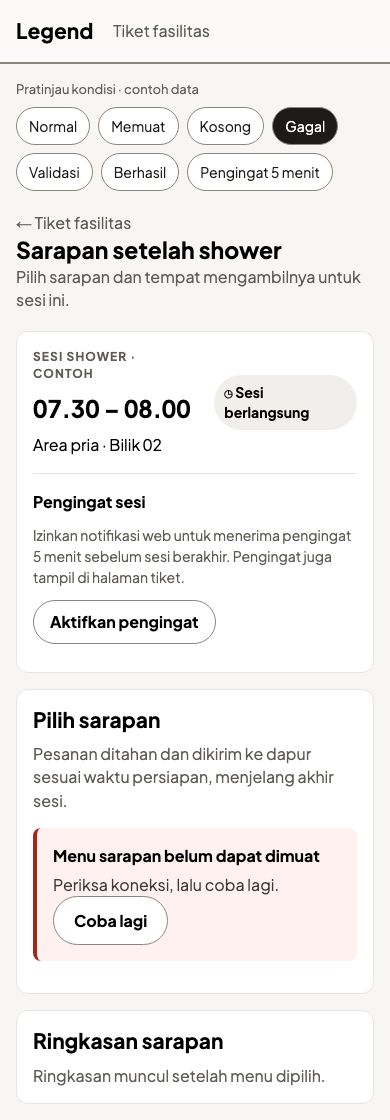 Legend Tiket fasilitas
Pratinjau kondisi · contoh data
Normal Memuat Kosong Gagal
Validasi Berhasil Pengingat 5 menit
← Tiket fasilitas
Sarapan setelah shower
Pilih sarapan dan tempat mengambilnya untuk
sesi ini.
SESI SHOWER ·
CONTOH
07.30 – 08.00
Area pria · Bilik 02
◷ Sesi
berlangsung
Pengingat sesi
Izinkan notifikasi web untuk menerima pengingat
5 menit sebelum sesi berakhir. Pengingat juga
tampil di halaman tiket.
Aktifkan pengingat
Pilih sarapan
Pesanan ditahan dan dikirim ke dapur
sesuai waktu persiapan, menjelang akhir
sesi.
Menu sarapan belum dapat dimuat
Periksa koneksi, lalu coba lagi.
Coba lagi
Ringkasan sarapan
Ringkasan muncul setelah menu dipilih.